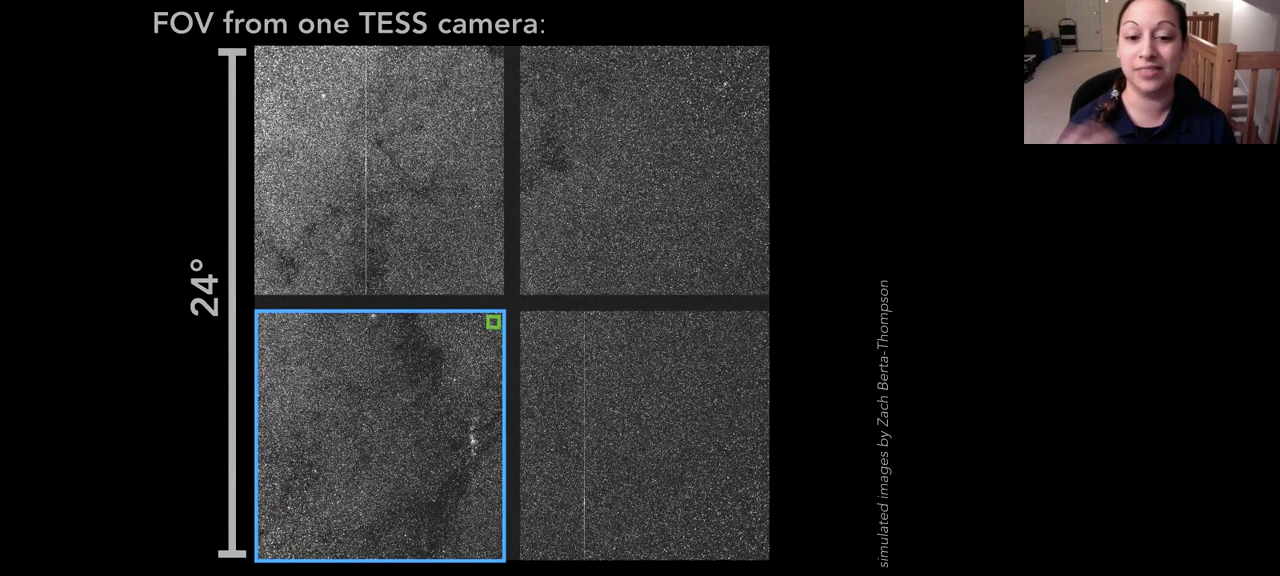 FOV from one TESS camera:
24°
simulated images by Zach Berta-Thompson